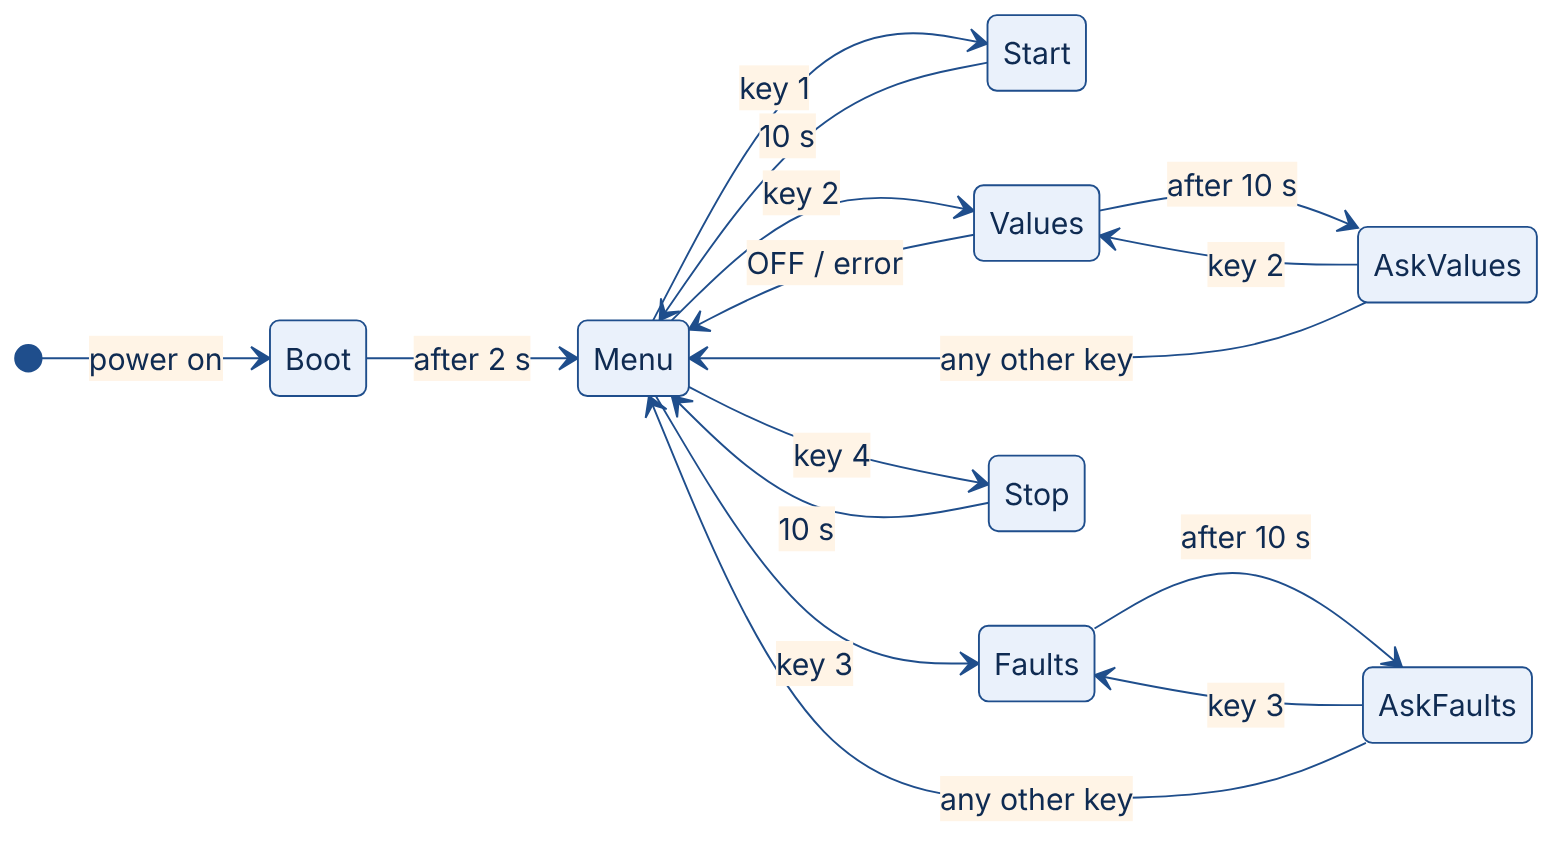 Start
key 1
10 s
after 10 s
key 2
Values
OFF / error
key 2
AskValues
power on
Boot
after 2 s
Menu
any other key
key 4
Stop
10 s
after 10 s
key 3
Faults
key 3
AskFaults
any other key